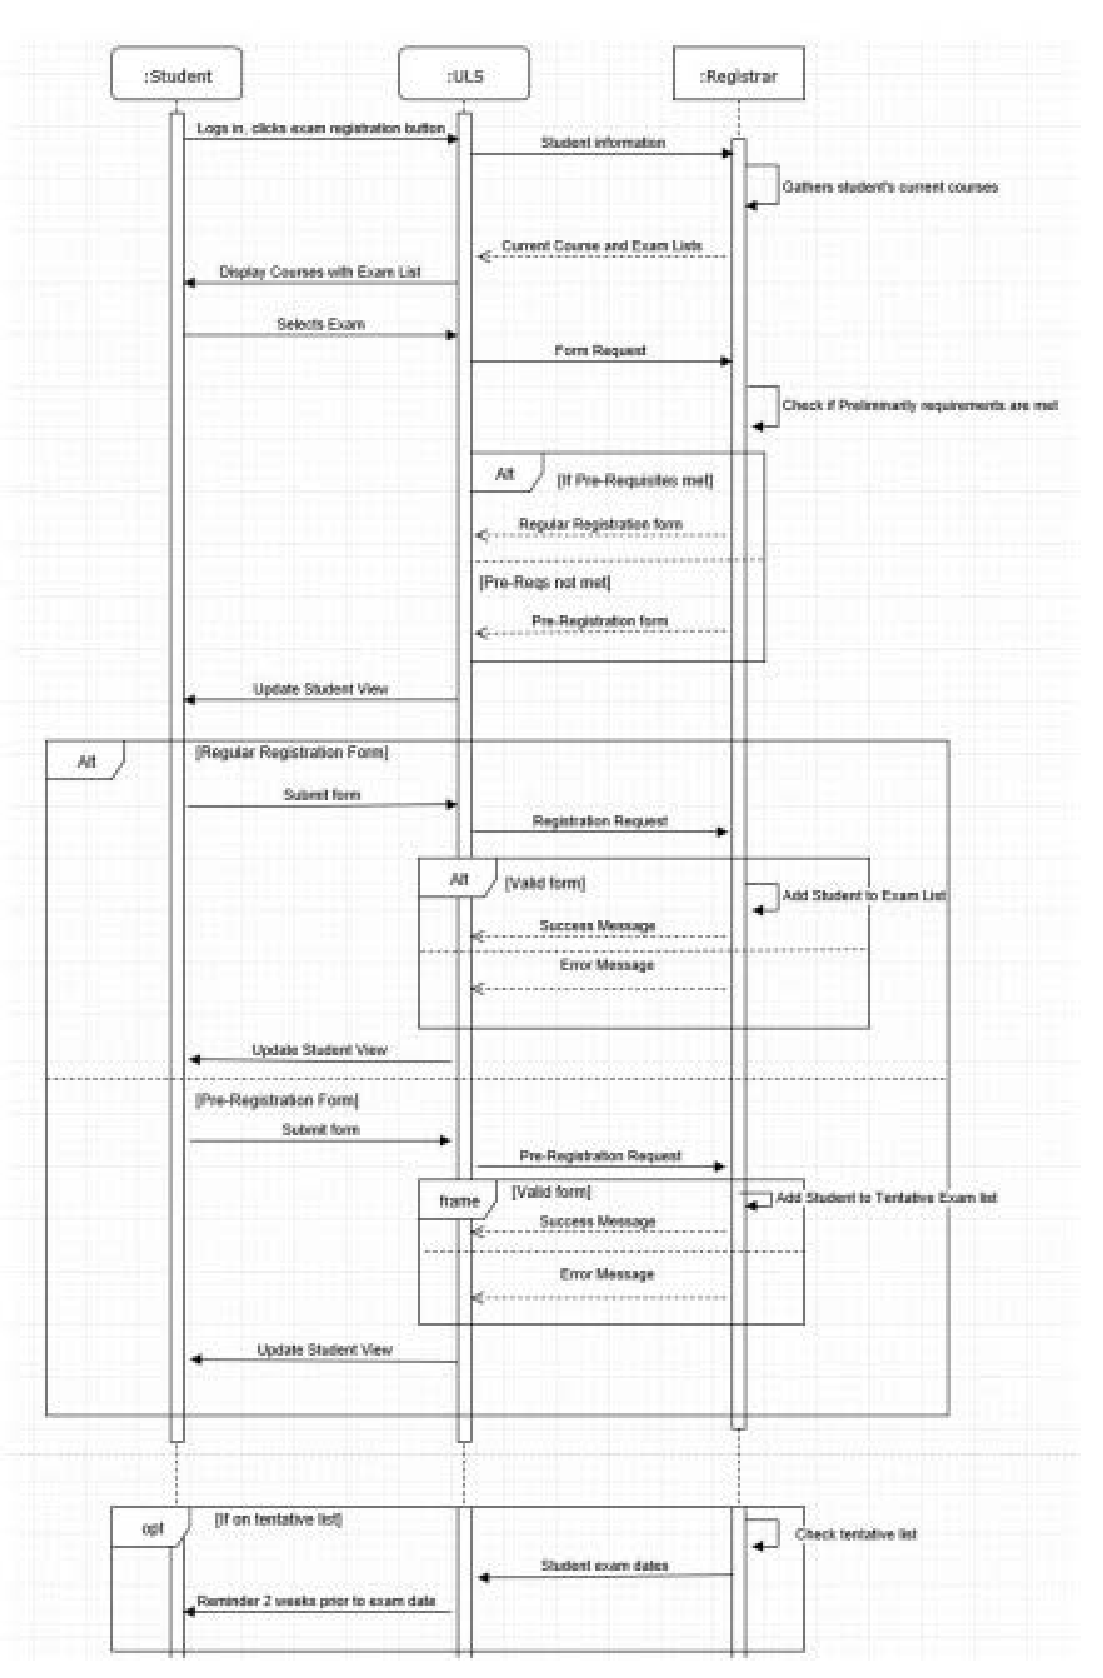 :Student
:ULS
:Registrar
Logs in, clicks exam registration button
Student information
Gathers student's current courses
Current Course and Exam Lists
Display Courses with Exam List
Selects Exam
Form Request
Check if Preliminarily requirements are met
Alt
[If Pre-Requisites met]
Regular Registration form
[Pre-Reqs not met]
Pre-Registration form
Update Student View
Alt
[Regular Registration Form]
Submit form
Registration Request
Alt
[Valid form]
Add Student to Exam List
Success Message
Error Message
Update Student View
[Pre-Registration Form]
Submit form
Pre-Registration Request
frame
[Valid form]
Add Student to Tentative Exam list
Success Message
Error Message
Update Student View
opt
[If on tentative list]
Check tentative list
Student exam dates
Reminder 2 weeks prior to exam date